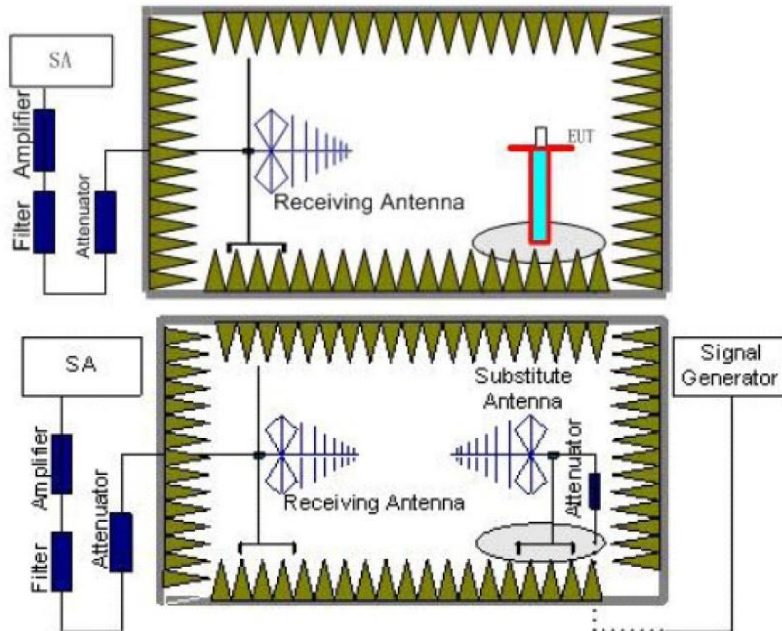 SA
Amplifier
Filter
Attenuator
Receiving Antenna
EUT
SA
Amplifier
Filter
Attenuator
Receiving Antenna
Substitute
Antenna
Attenuator
Signal
Generator